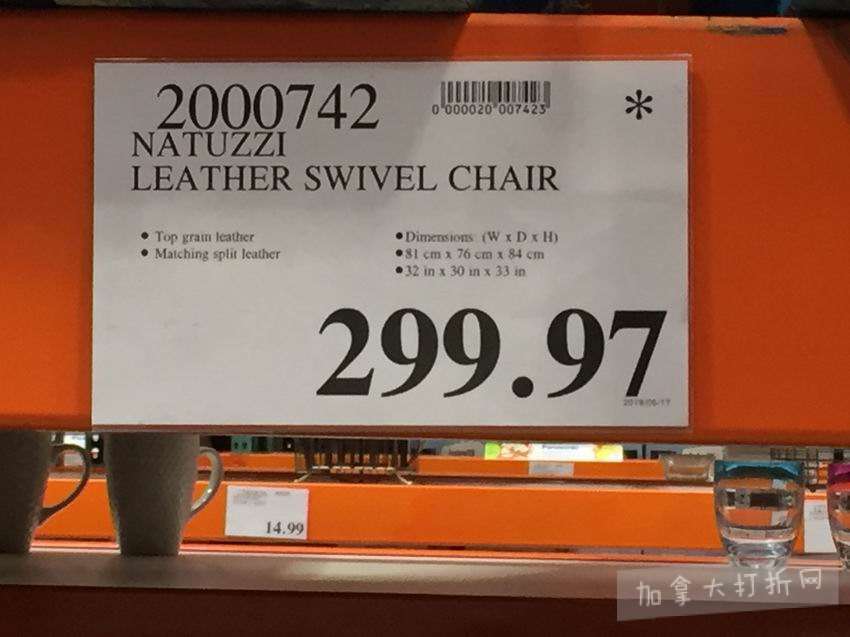 2000742
0 000020 007423
*
NATUZZI
LEATHER SWIVEL CHAIR
• Top grain leather
• Matching split leather
• Dimensions: (W x D x H)
• 81 cm x 76 cm x 84 cm
• 32 in x 30 in x 33 in
299.97
14.99
加拿大打折网